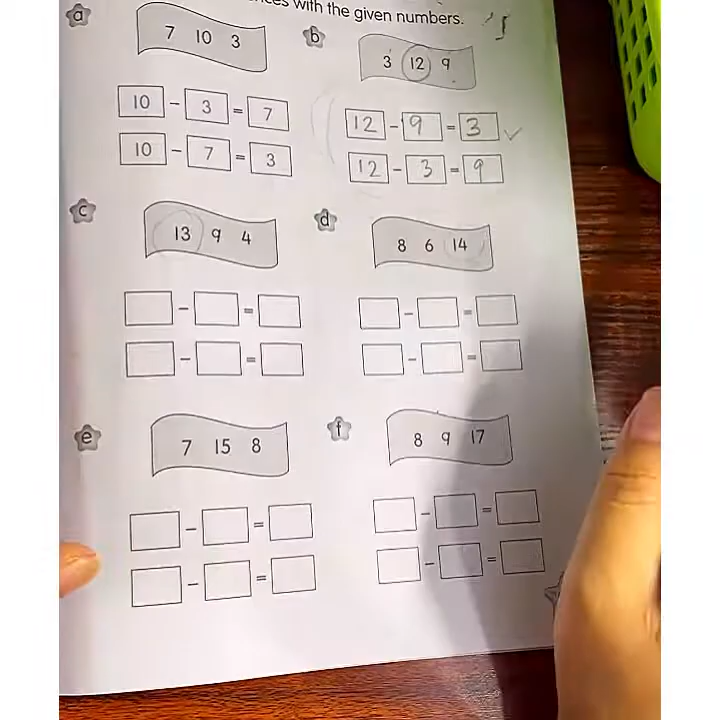 with the given numbers.
a
7 10 3
10 - 3 = 7
10 - 7 = 3
b
3 12 9
12 - 9 = 3
12 - 3 = 9
c
13 9 4
- =
- =
d
8 6 14
- =
- =
e
7 15 8
- =
- =
f
8 9 17
- =
- =